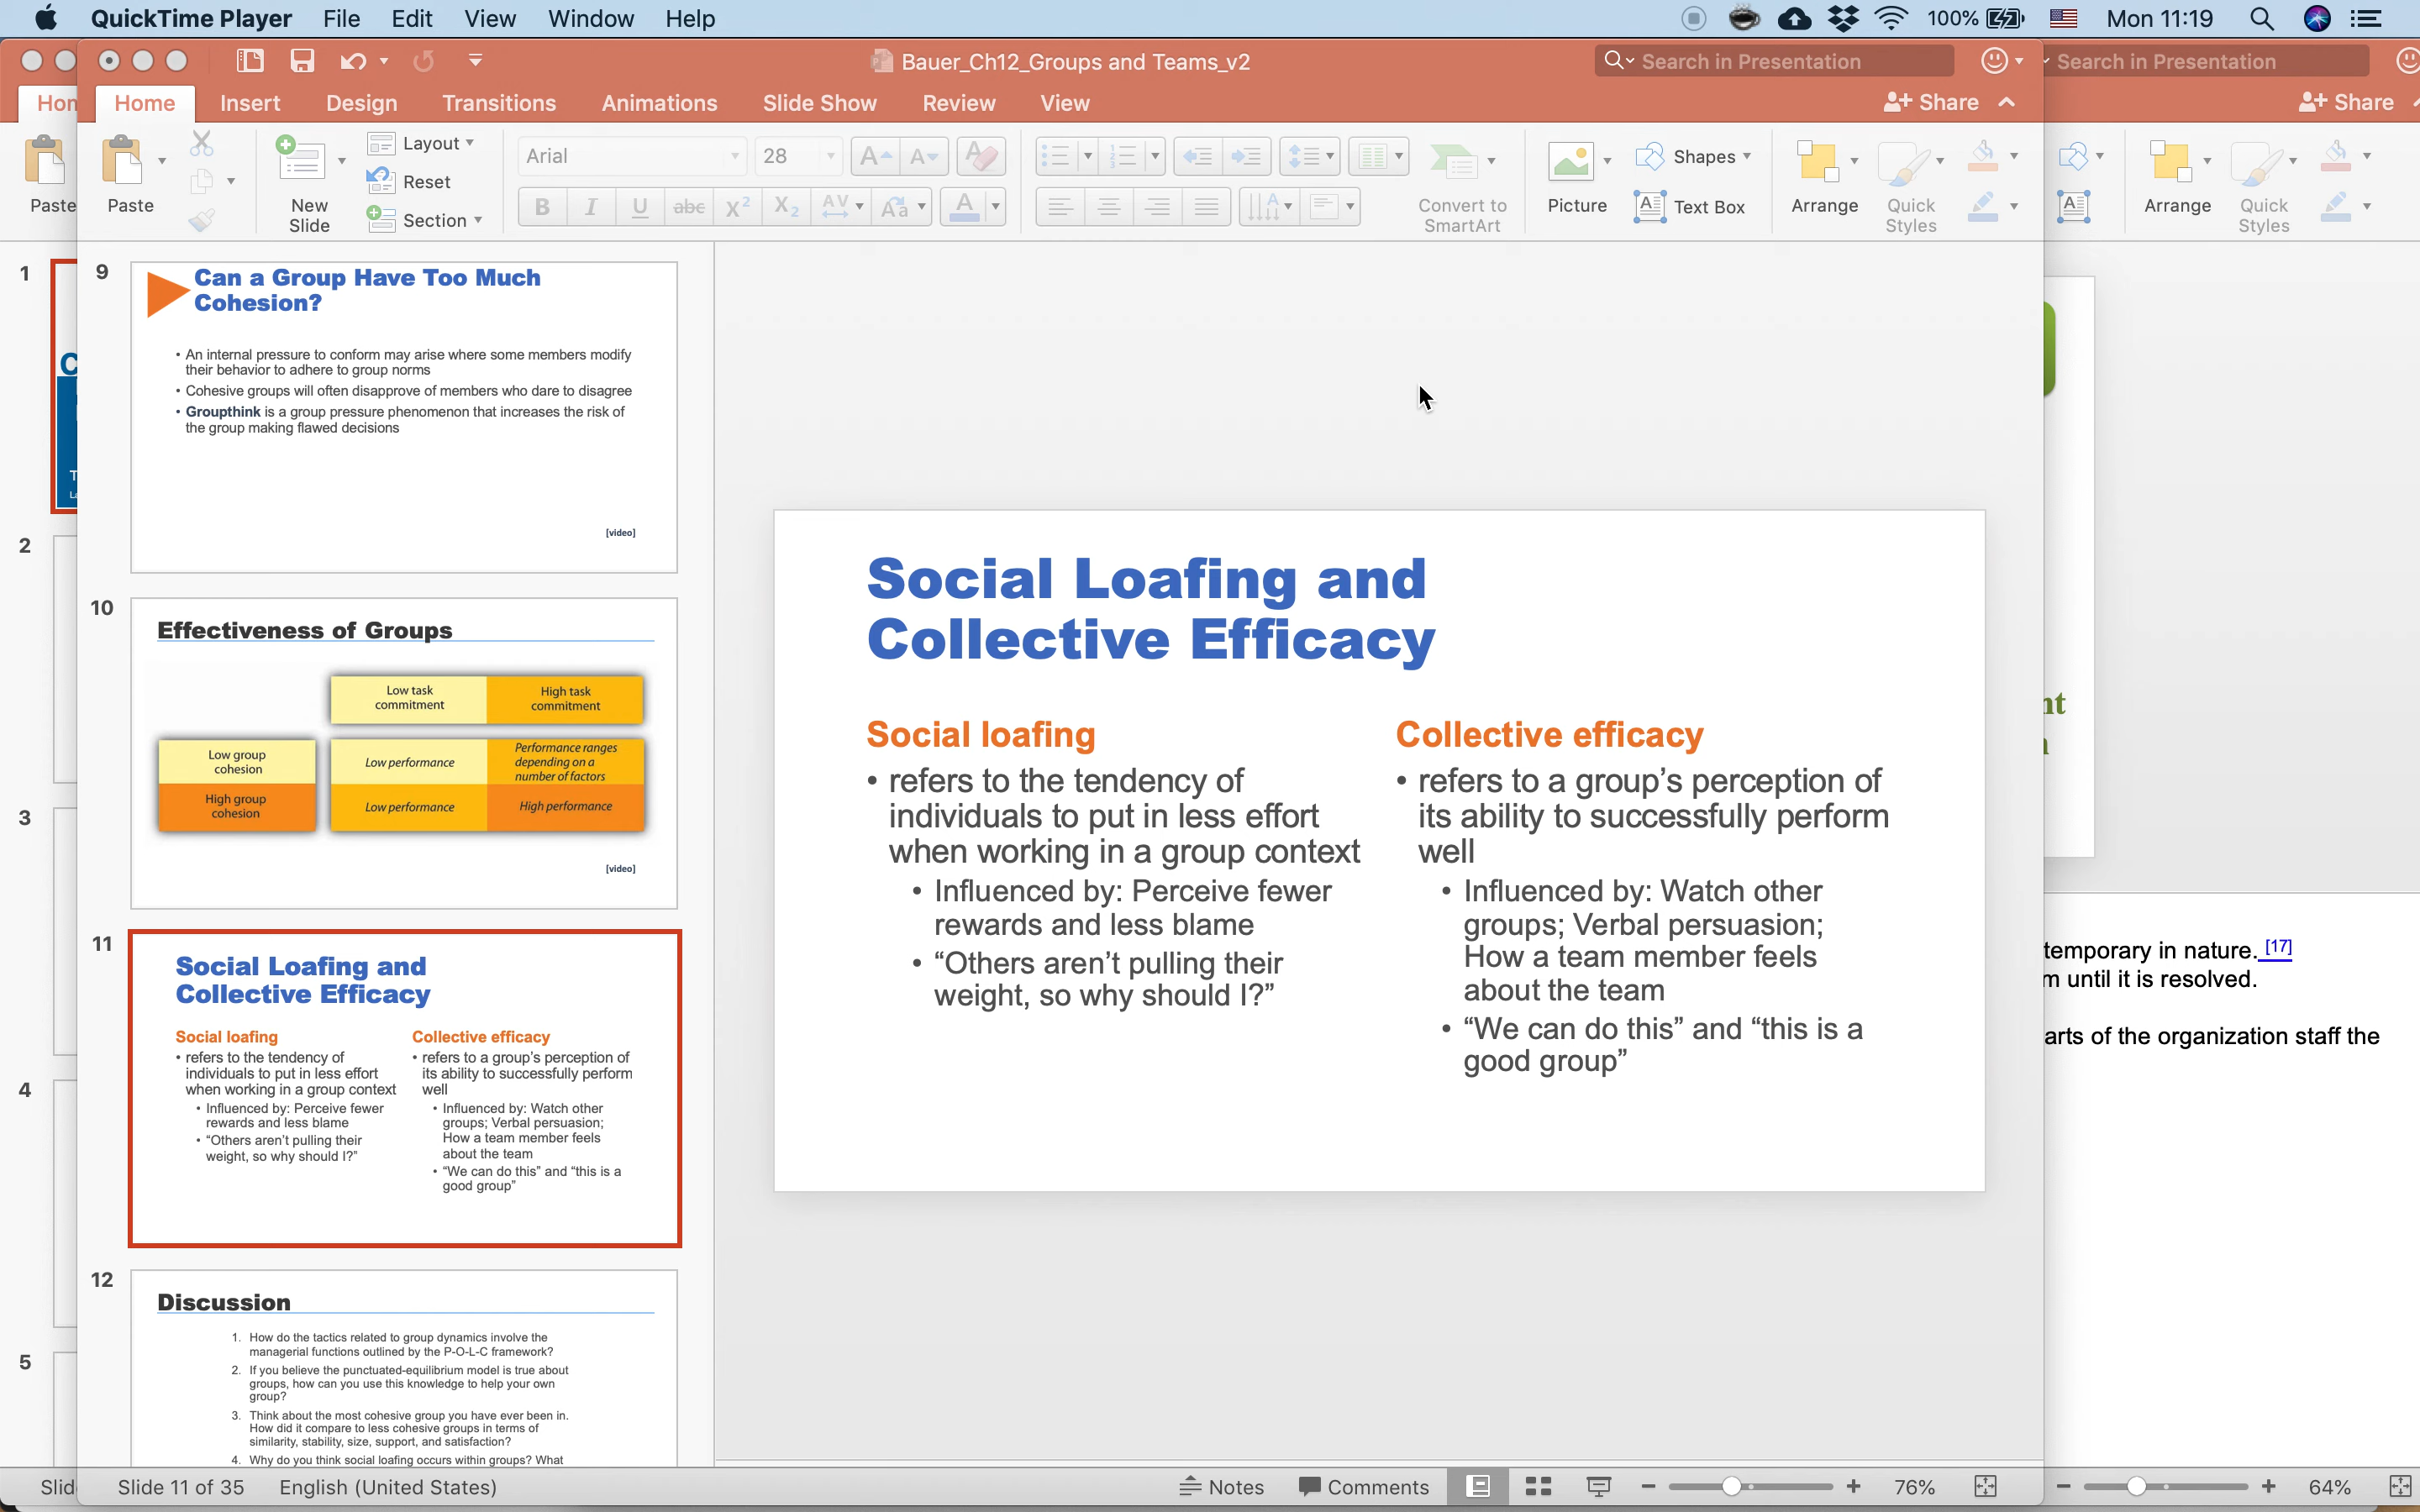 QuickTime Player File Edit View Window Help 100% Mon 11:19
Bauer_Ch12_Groups and Teams_v2 Search in Presentation Search in Presentation
Home Insert Design Transitions Animations Slide Show Review View Share Share
Paste Paste New Slide Layout Reset Section
Arial 28
Convert to SmartArt Picture Shapes Text Box Arrange Quick Styles Arrange Quick Styles
1
2
3
4
5
9
Can a Group Have Too Much
Cohesion?
• An internal pressure to conform may arise where some members modify
their behavior to adhere to group norms
• Cohesive groups will often disapprove of members who dare to disagree
• Groupthink is a group pressure phenomenon that increases the risk of
the group making flawed decisions
[video]
10
Effectiveness of Groups
Low task
commitment
High task
commitment
Low group
cohesion
Low performance
Performance ranges
depending on a
number of factors
High group
cohesion
Low performance
High performance
[video]
11
Social Loafing and
Collective Efficacy
Social loafing
• refers to the tendency of
individuals to put in less effort
when working in a group context
• Influenced by: Perceive fewer
rewards and less blame
• “Others aren’t pulling their
weight, so why should I?”
Collective efficacy
• refers to a group’s perception of
its ability to successfully perform
well
• Influenced by: Watch other
groups; Verbal persuasion;
How a team member feels
about the team
• “We can do this” and “this is a
good group”
12
Discussion
1. How do the tactics related to group dynamics involve the
managerial functions outlined by the P-O-L-C framework?
2. If you believe the punctuated-equilibrium model is true about
groups, how can you use this knowledge to help your own
group?
3. Think about the most cohesive group you have ever been in.
How did it compare to less cohesive groups in terms of
similarity, stability, size, support, and satisfaction?
4. Why do you think social loafing occurs within groups? What
Social Loafing and
Collective Efficacy
Social loafing
• refers to the tendency of
individuals to put in less effort
when working in a group context
• Influenced by: Perceive fewer
rewards and less blame
• “Others aren’t pulling their
weight, so why should I?”
Collective efficacy
• refers to a group’s perception of
its ability to successfully perform
well
• Influenced by: Watch other
groups; Verbal persuasion;
How a team member feels
about the team
• “We can do this” and “this is a
good group”
temporary in nature. [17]
until it is resolved.
arts of the organization staff the
Slide 11 of 35 English (United States) Notes Comments 76% 64%